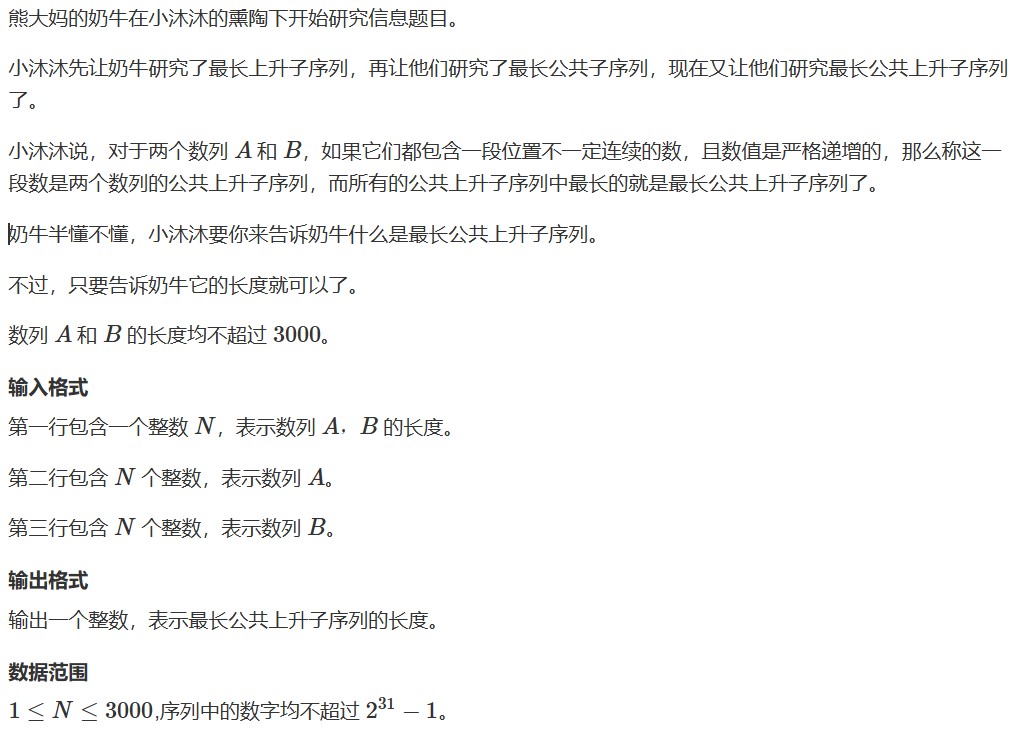 熊大妈的奶牛在小沐沐的熏陶下开始研究信息题目。
小沐沐先让奶牛研究了最长上升子序列，再让他们研究了最长公共子序列，现在又让他们研究最长公共上升子序列
了。
小沐沐说，对于两个数列 A 和 B，如果它们都包含一段位置不一定连续的数，且数值是严格递增的，那么称这一
段数是两个数列的公共上升子序列，而所有的公共上升子序列中最长的就是最长公共上升子序列了。
奶牛半懂不懂，小沐沐要你来告诉奶牛什么是最长公共上升子序列。
不过，只要告诉奶牛它的长度就可以了。
数列 A 和 B 的长度均不超过 3000。
输入格式
第一行包含一个整数 N，表示数列 A，B 的长度。
第二行包含 N 个整数，表示数列 A。
第三行包含 N 个整数，表示数列 B。
输出格式
输出一个整数，表示最长公共上升子序列的长度。
数据范围
1 ≤ N ≤ 3000,序列中的数字均不超过 2³¹ − 1。